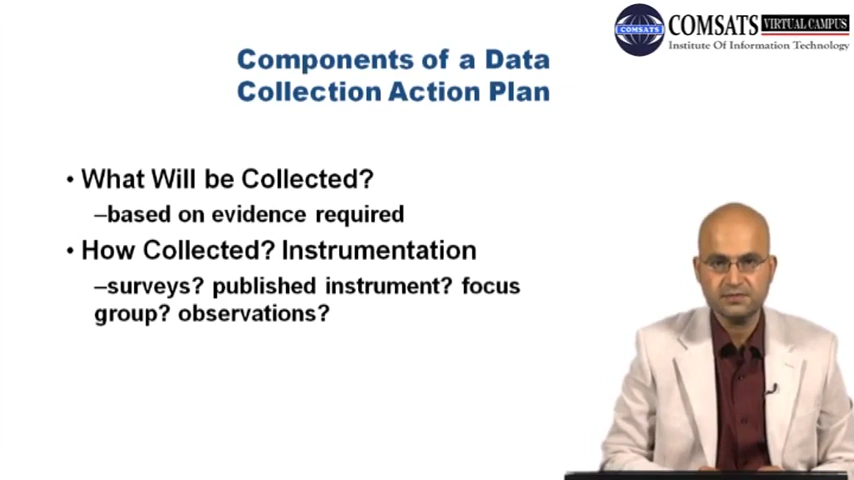 COMSATS
COMSATS VIRTUAL CAMPUS
Institute Of Information Technology
Components of a Data
Collection Action Plan
• What Will be Collected?
–based on evidence required
• How Collected? Instrumentation
–surveys? published instrument? focus
group? observations?